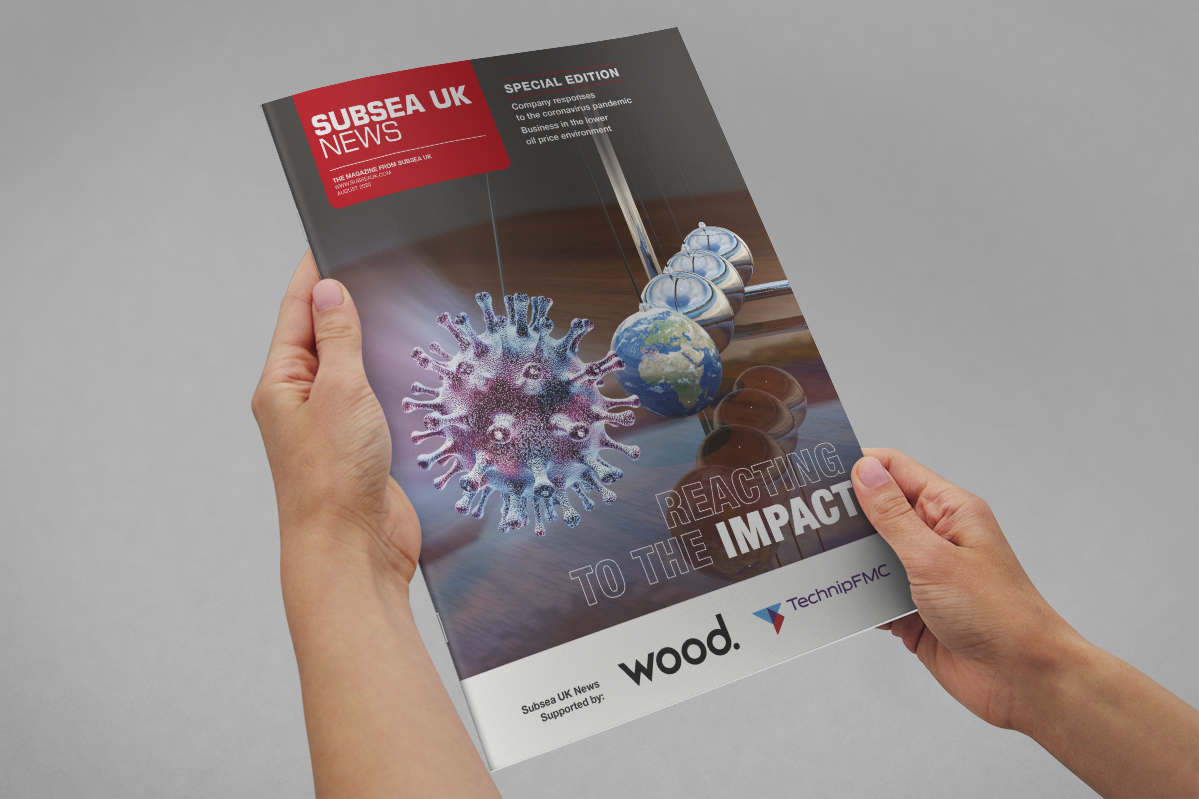 SUBSEA UK
NEWS
THE MAGAZINE FROM SUBSEA UK
WWW.SUBSEAUK.COM
AUGUST 2020
SPECIAL EDITION
Company responses
to the coronavirus pandemic
Business in the lower
oil price environment
REACTING
TO THE IMPACT
Subsea UK News
Supported by:
wood.
TechnipFMC